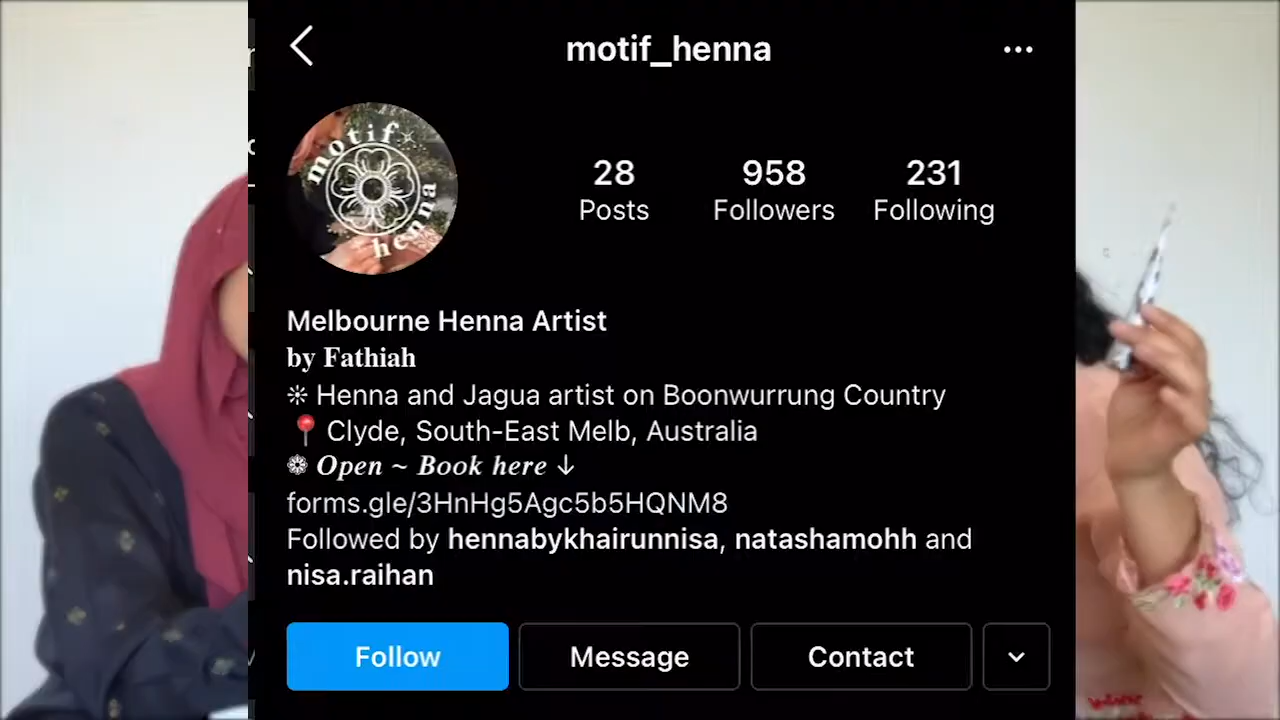 motif_henna
motif
henna
28
958
231
Posts
Followers
Following
Melbourne Henna Artist
by Fathiah
❊ Henna and Jagua artist on Boonwurrung Country
📍 Clyde, South-East Melb, Australia
❁ Open ~ Book here ↓
forms.gle/3HnHg5Agc5b5HQNM8
Followed by hennabykhairunnisa, natashamohh and
nisa.raihan
Follow
Message
Contact